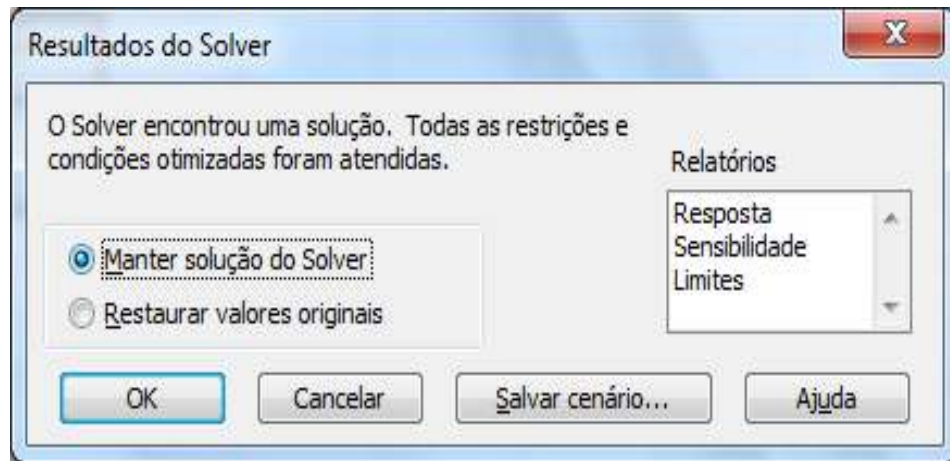 Resultados do Solver
X
O Solver encontrou uma solução. Todas as restrições e
condições otimizadas foram atendidas.
Relatórios
Resposta
Sensibilidade
Limites
Manter solução do Solver
Restaurar valores originais
OK
Cancelar
Salvar cenário...
Ajuda